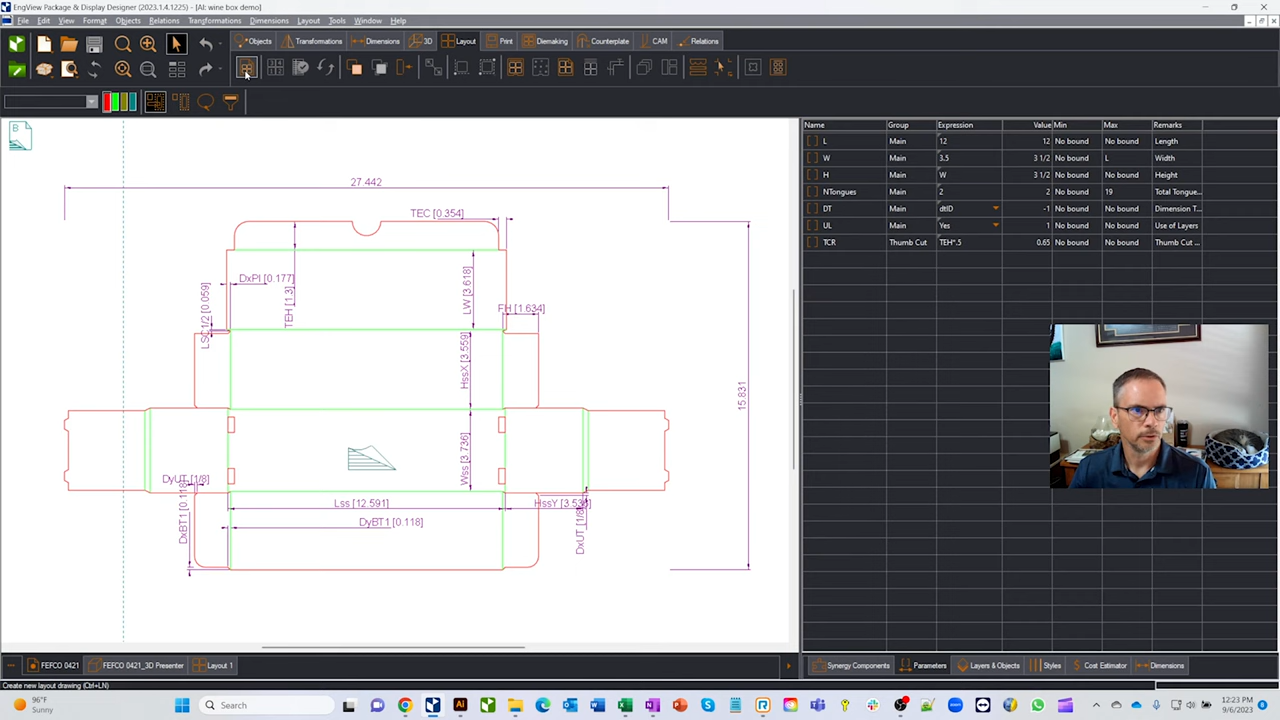 EngView Package & Display Designer (2023.1.4.1225) - [AI: wine box demo]
File Edit View Format Objects Relations Transformations Dimensions Layout Tools Window Help
Objects Transformations Dimensions 3D Layout Print Diemaking Counterplate CAM Relations
Name Group Expression Value Min Max Remarks
L Main 12 12 No bound No bound Length
W Main 3.5 3 1/2 No bound L Width
H Main W 3 1/2 No bound No bound Height
NTongues Main 2 2 No bound 19 Total Tongue...
DT Main dtID -1 No bound No bound Dimension T...
UL Main Yes 1 No bound No bound Use of Layers
TCR Thumb Cut TEH*.5 0.65 No bound No bound Thumb Cut ...
B
27 442
TEC [0.354]
DxPI [0.177]
LW [3.618]
TEH [1.3]
LSC1/2 [0.059]
FH [1.634]
HssX [3.559]
15.831
Wss [3.736]
DyUT [1/8]
DxBT1 [0.118]
Lss [12.591]
DyBT1 [0.118]
DxUT [1/8]
FEFCO 0421 FEFCO 0421_3D Presenter Layout 1
Synergy Components Parameters Layers & Objects Styles Cost Estimator Dimensions
Create new layout drawing (Ctrl+LN)
96°F
Sunny
Search
12:23 PM
9/6/2023